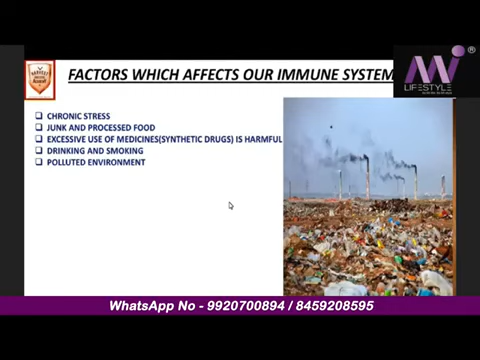 FACTORS WHICH AFFECTS OUR IMMUNE SYSTEM
CHRONIC STRESS
JUNK AND PROCESSED FOOD
EXCESSIVE USE OF MEDICINES(SYNTHETIC DRUGS) IS HARMFUL
DRINKING AND SMOKING
POLLUTED ENVIRONMENT
LIFESTYLE
WhatsApp No - 9920700894 / 8459208595